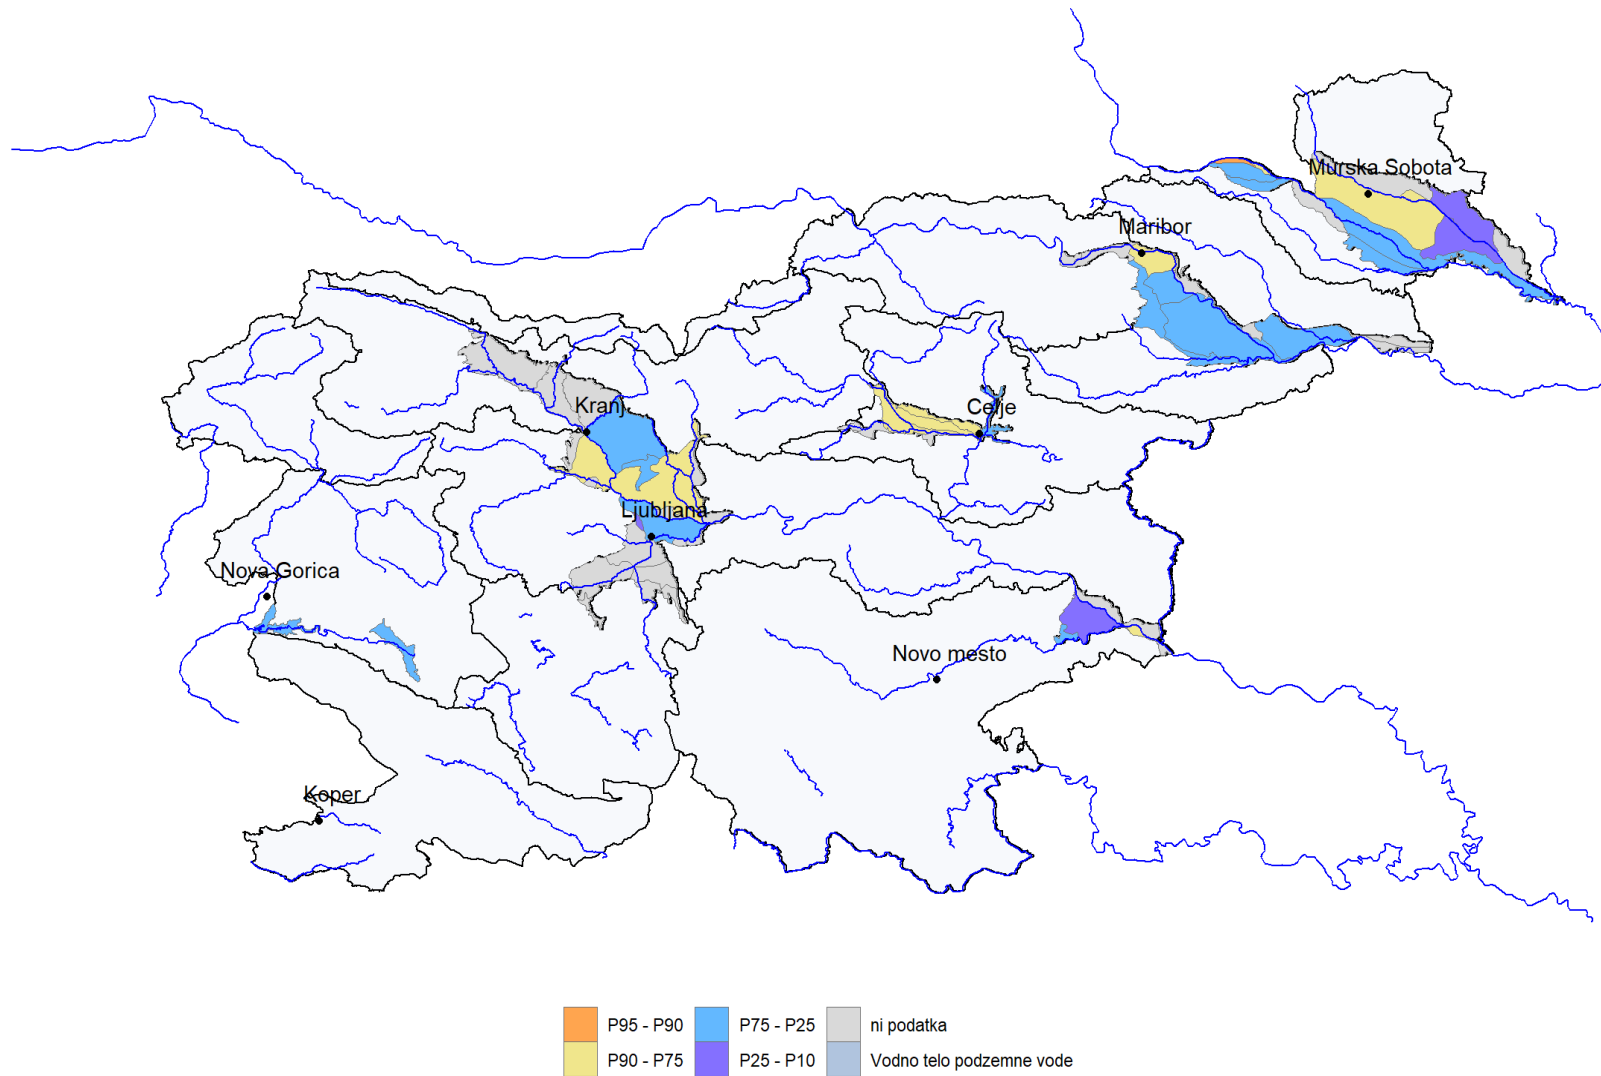 Murska Sobota
Maribor
Kranj
Celje
Ljubljana
Nova Gorica
Novo mesto
Koper
P95 - P90
P75 - P25
ni podatka
P90 - P75
P25 - P10
Vodno telo podzemne vode